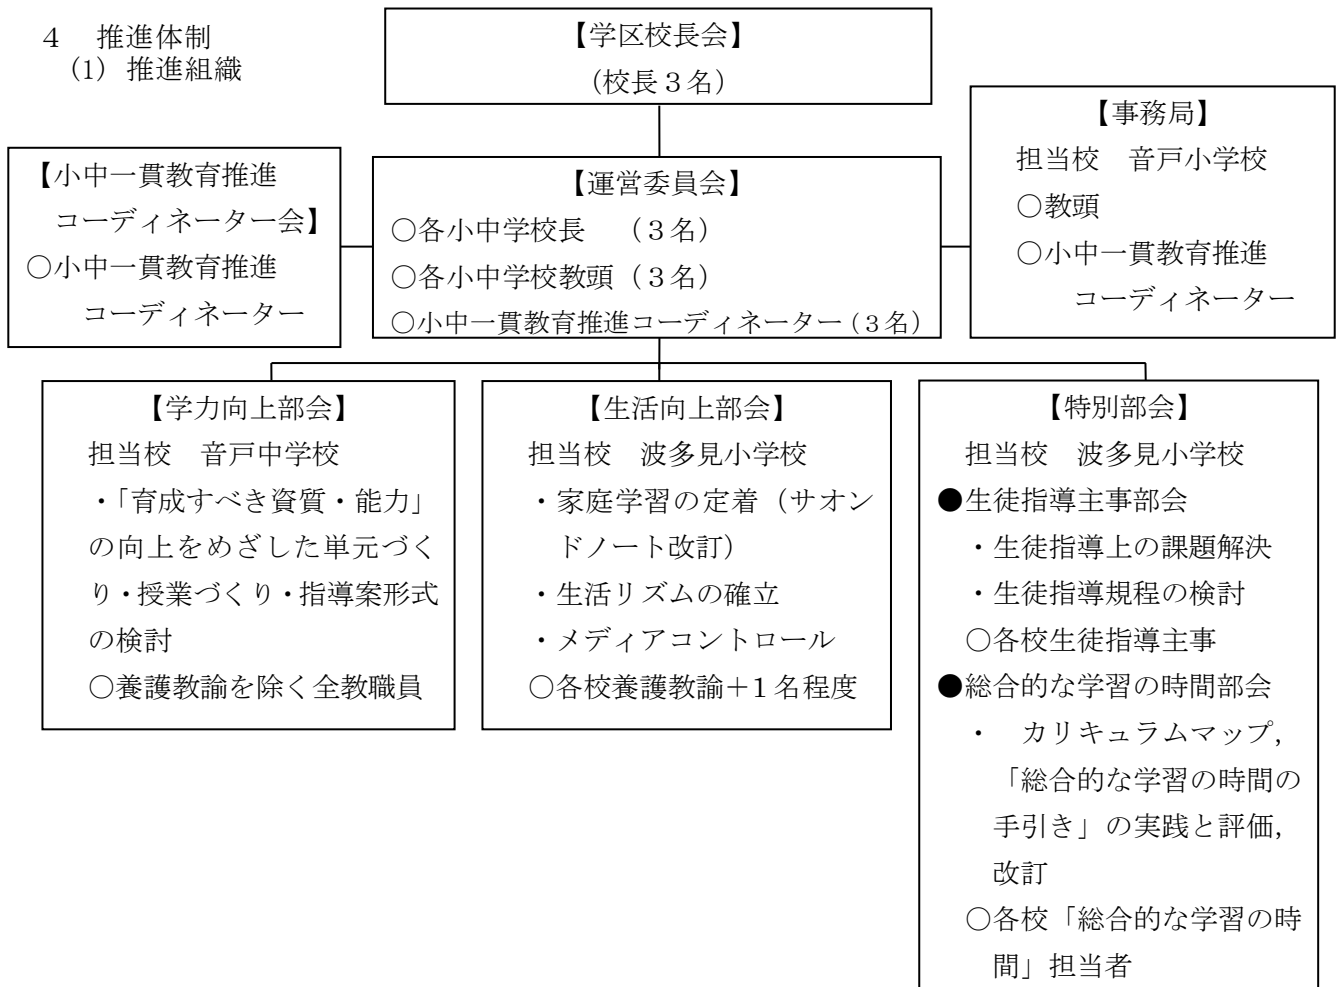 4 推進体制
(1) 推進組織
【学区校長会】
(校長3名)
【小中一貫教育推進
コーディネーター会】
○小中一貫教育推進
コーディネーター
【運営委員会】
○各小中学校長 (3名)
○各小中学校教頭 (3名)
○小中一貫教育推進コーディネーター(3名)
【事務局】
担当校 音戸小学校
○教頭
○小中一貫教育推進
コーディネーター
【学力向上部会】
担当校 音戸中学校
・「育成すべき資質・能力」
の向上をめざした単元づく
り・授業づくり・指導案形式
の検討
○養護教諭を除く全教職員
【生活向上部会】
担当校 波多見小学校
・家庭学習の定着(サオン
ドノート改訂)
・生活リズムの確立
・メディアコントロール
○各校養護教諭+1名程度
【特別部会】
担当校 波多見小学校
●生徒指導主事部会
・生徒指導上の課題解決
・生徒指導規程の検討
○各校生徒指導主事
●総合的な学習の時間部会
・ カリキュラムマップ,
「総合的な学習の時間の
手引き」の実践と評価,
改訂
○各校「総合的な学習の時
間」担当者